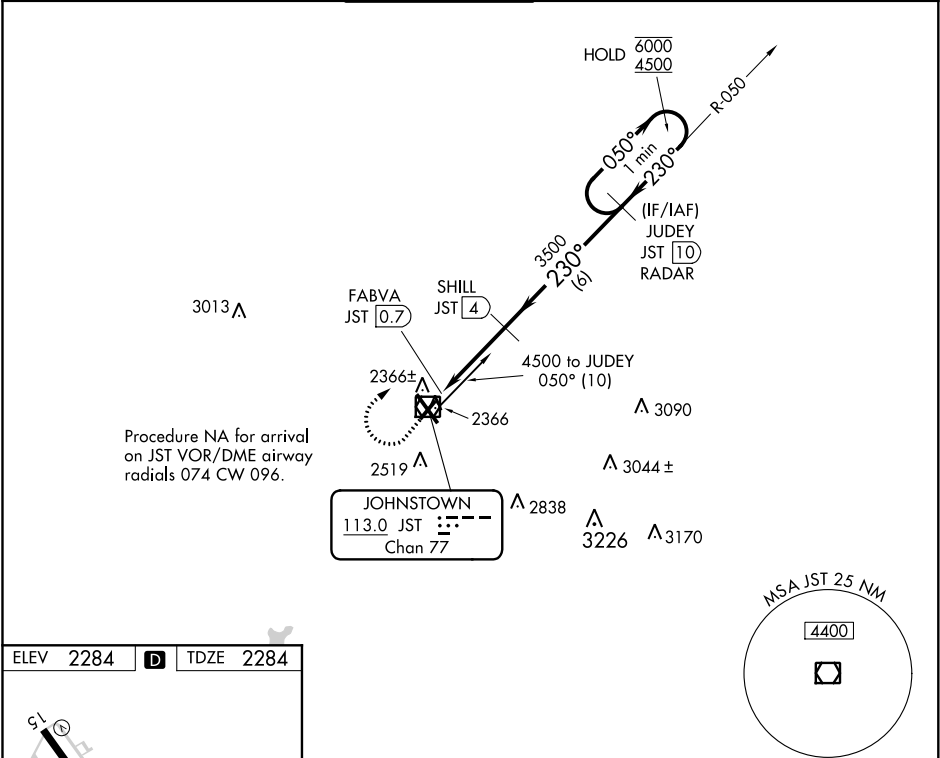 HOLD 6000
4500
R-050
050°
1 min
230°
(IF/IAF)
JUDEY
JST 10
RADAR
3500
230°
(6)
3013
FABVA
JST 0.7
SHILL
JST 4
4500 to JUDEY
050° (10)
2366±
2366
3090
Procedure NA for arrival
on JST VOR/DME airway
radials 074 CW 096.
2519
3044 ±
JOHNSTOWN
113.0 JST
Chan 77
2838
3226
3170
MSA JST 25 NM
4400
ELEV 2284 D TDZE 2284
15
V